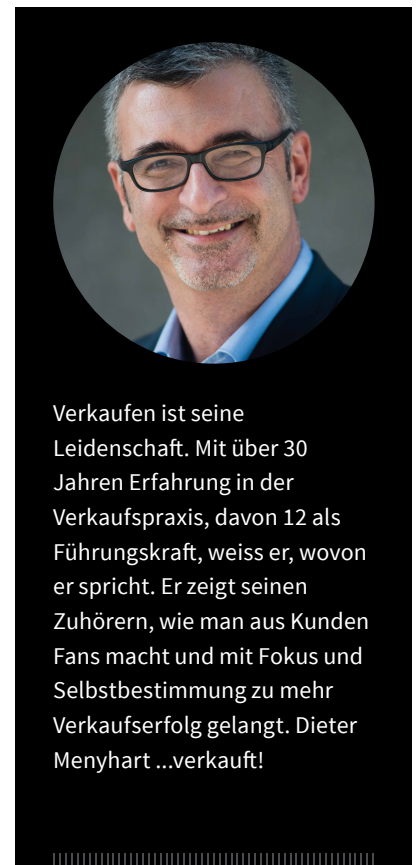 Verkaufen ist seine
Leidenschaft. Mit über 30
Jahren Erfahrung in der
Verkaufspraxis, davon 12 als
Führungskraft, weiss er, wovon
er spricht. Er zeigt seinen
Zuhörern, wie man aus Kunden
Fans macht und mit Fokus und
Selbstbestimmung zu mehr
Verkaufserfolg gelangt. Dieter
Menyhart ...verkauft!